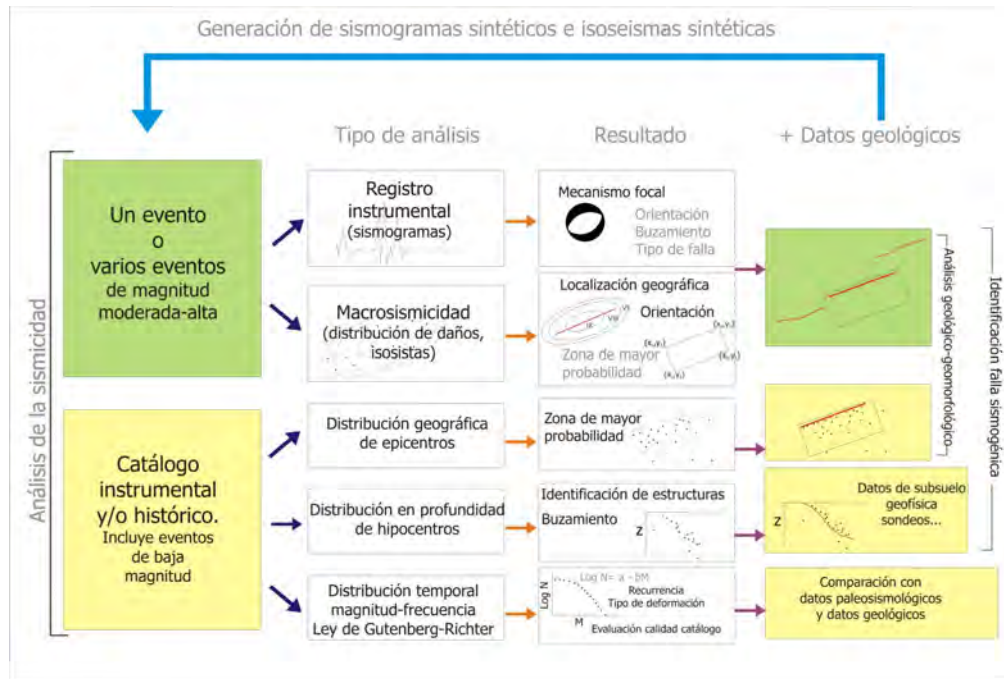 Generación de sismogramas sintéticos e isoseismas sintéticas
Tipo de análisis
Resultado
+ Datos geológicos
Análisis de la sismicidad
Un evento
o
varios eventos
de magnitud
moderada-alta
Registro
instrumental
(sismogramas)
Mecanismo focal
Orientación
Buzamiento
Tipo de falla
Macrosismicidad
(distribución de daños,
isosistas)
Localización geográfica
Orientación
Zona de mayor
probabilidad
VI
VIII
IX
Análisis geológico-geomorfológico
Identificación falla sismogénica
Catálogo
instrumental
y/o histórico.
Incluye eventos
de baja
magnitud
Distribución geográfica
de epicentros
Zona de mayor
probabilidad
Distribución en profundidad
de hipocentros
Identificación de estructuras
Buzamiento
Z
Datos de subsuelo
geofísica
sondeos...
Z
Distribución temporal
magnitud-frecuencia
Ley de Gutenberg-Richter
Log N= a -bM
Recurrencia
Tipo de deformación
Log N
M
Evaluación calidad catálogo
Comparación con
datos paleosismológicos
y datos geológicos